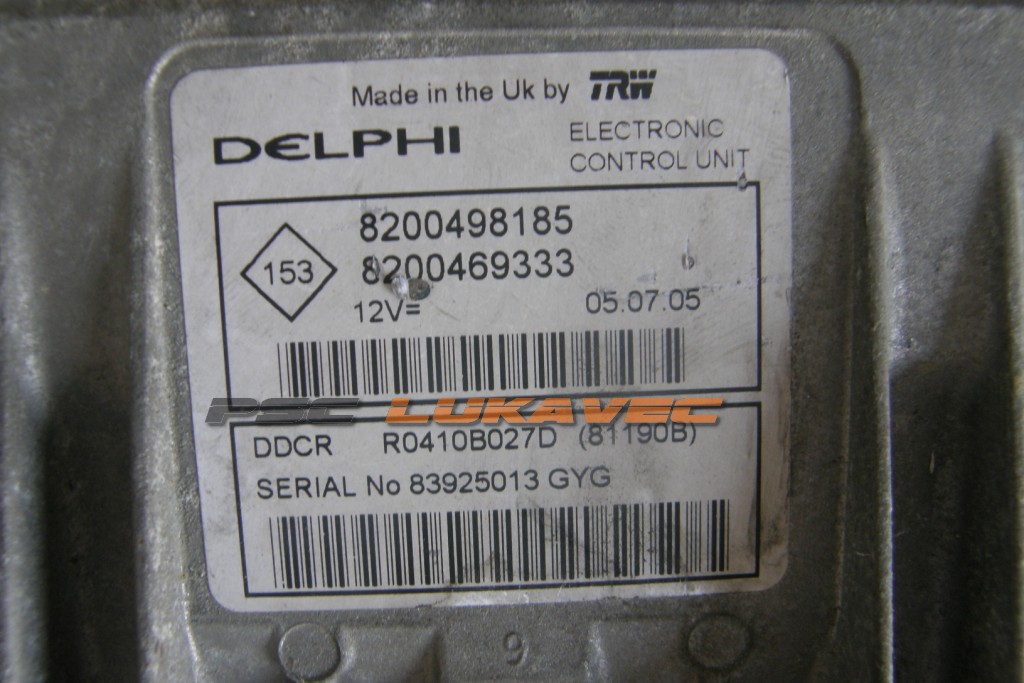 Made in the Uk by TRW
DELPHI
ELECTRONIC
CONTROL UNIT
153
8200498185
8200469333
12V=
05.07.05
PSC LUKAVEC
DDCR R0410B027D (81190B)
SERIAL No 83925013 GYG
9